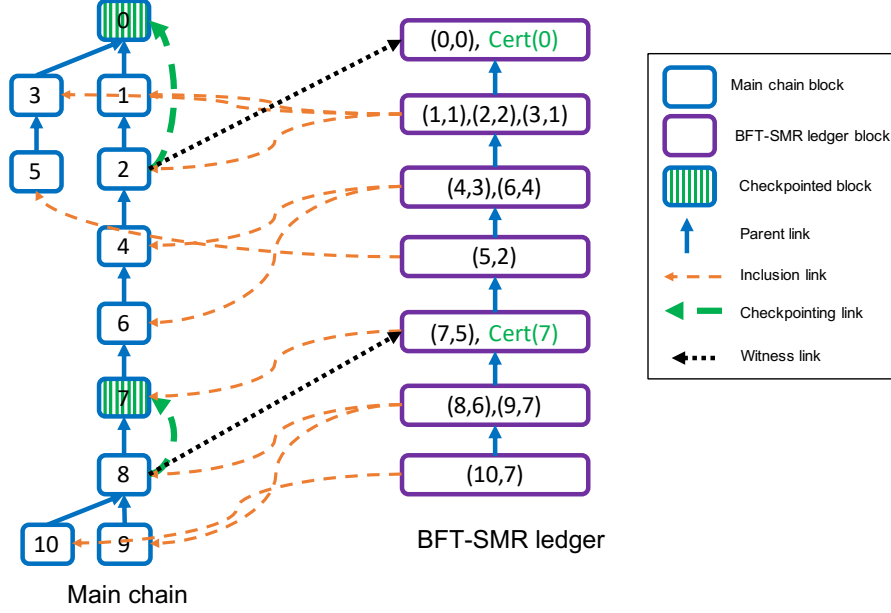 0
(0,0), Cert(0)
3
1
(1,1),(2,2),(3,1)
5
2
(4,3),(6,4)
4
(5,2)
6
(7,5), Cert(7)
7
(8,6),(9,7)
8
(10,7)
10
9
BFT-SMR ledger
Main chain
Main chain block
BFT-SMR ledger block
Checkpointed block
Parent link
Inclusion link
Checkpointing link
Witness link